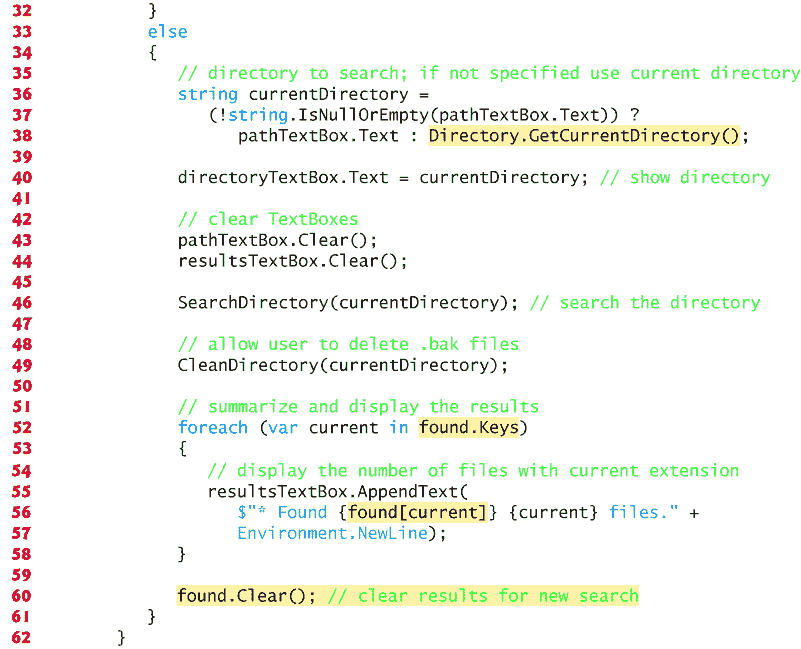 32 }
33 else
34 {
35 // directory to search; if not specified use current directory
36 string currentDirectory =
37 (!string.IsNullOrEmpty(pathTextBox.Text)) ?
38 pathTextBox.Text : Directory.GetCurrentDirectory();
39
40 directoryTextBox.Text = currentDirectory; // show directory
41
42 // clear TextBoxes
43 pathTextBox.Clear();
44 resultsTextBox.Clear();
45
46 SearchDirectory(currentDirectory); // search the directory
47
48 // allow user to delete .bak files
49 CleanDirectory(currentDirectory);
50
51 // summarize and display the results
52 foreach (var current in found.Keys)
53 {
54 // display the number of files with current extension
55 resultsTextBox.AppendText(
56 $"* Found {found[current]} {current} files." +
57 Environment.NewLine);
58 }
59
60 found.Clear(); // clear results for new search
61 }
62 }